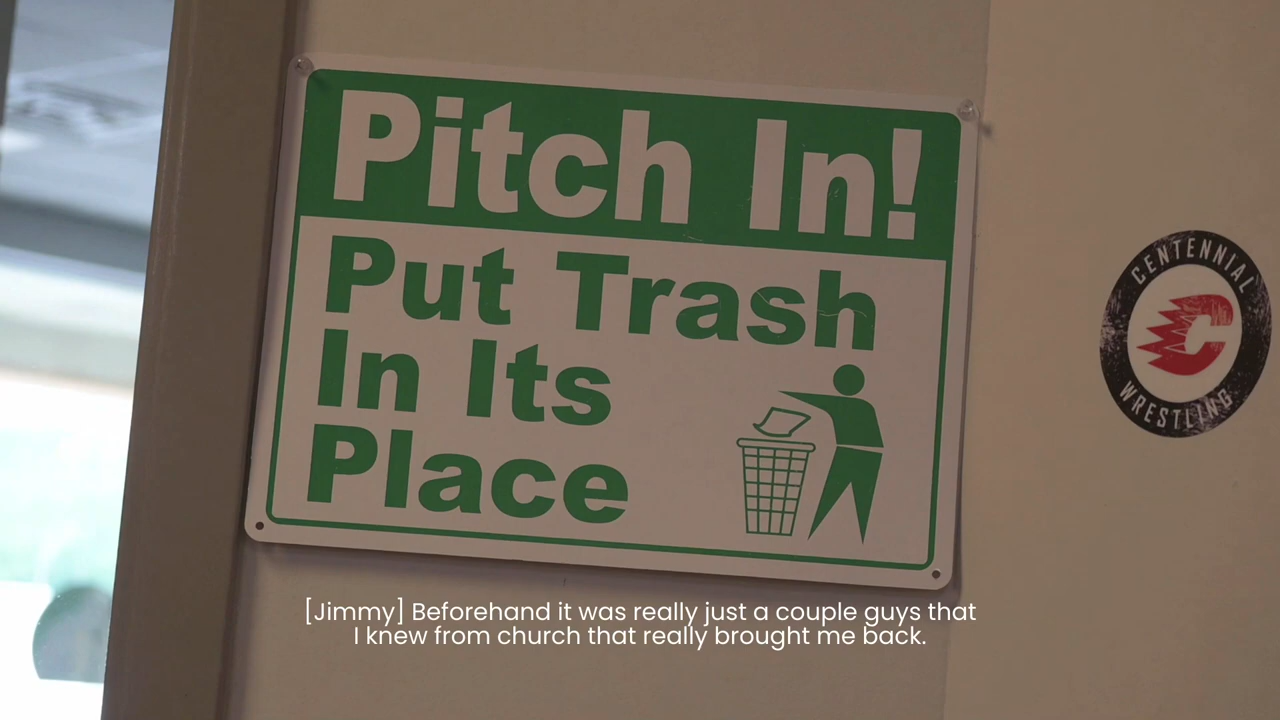 Pitch In!
Put Trash
In Its
Place
CENTENNIAL
C
WRESTLING
[Jimmy] Beforehand it was really just a couple guys that
I knew from church that really brought me back.